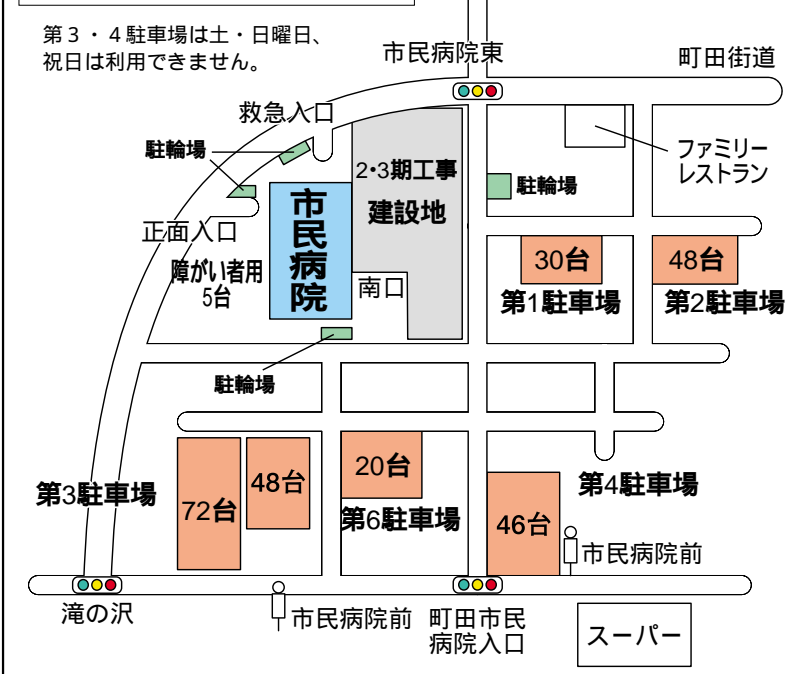 第３・４駐車場は土・日曜日、
祝日は利用できません。
市民病院東
町田街道
救急入口
駐輪場
2・3期工事
建設地
ファミリー
レストラン
駐輪場
市民病院
正面入口
障がい者用
5台
南口
30台
48台
第1駐車場
第2駐車場
駐輪場
第3駐車場
72台
48台
20台
第6駐車場
46台
第4駐車場
市民病院前
滝の沢
市民病院前
町田市民
病院入口
スーパー